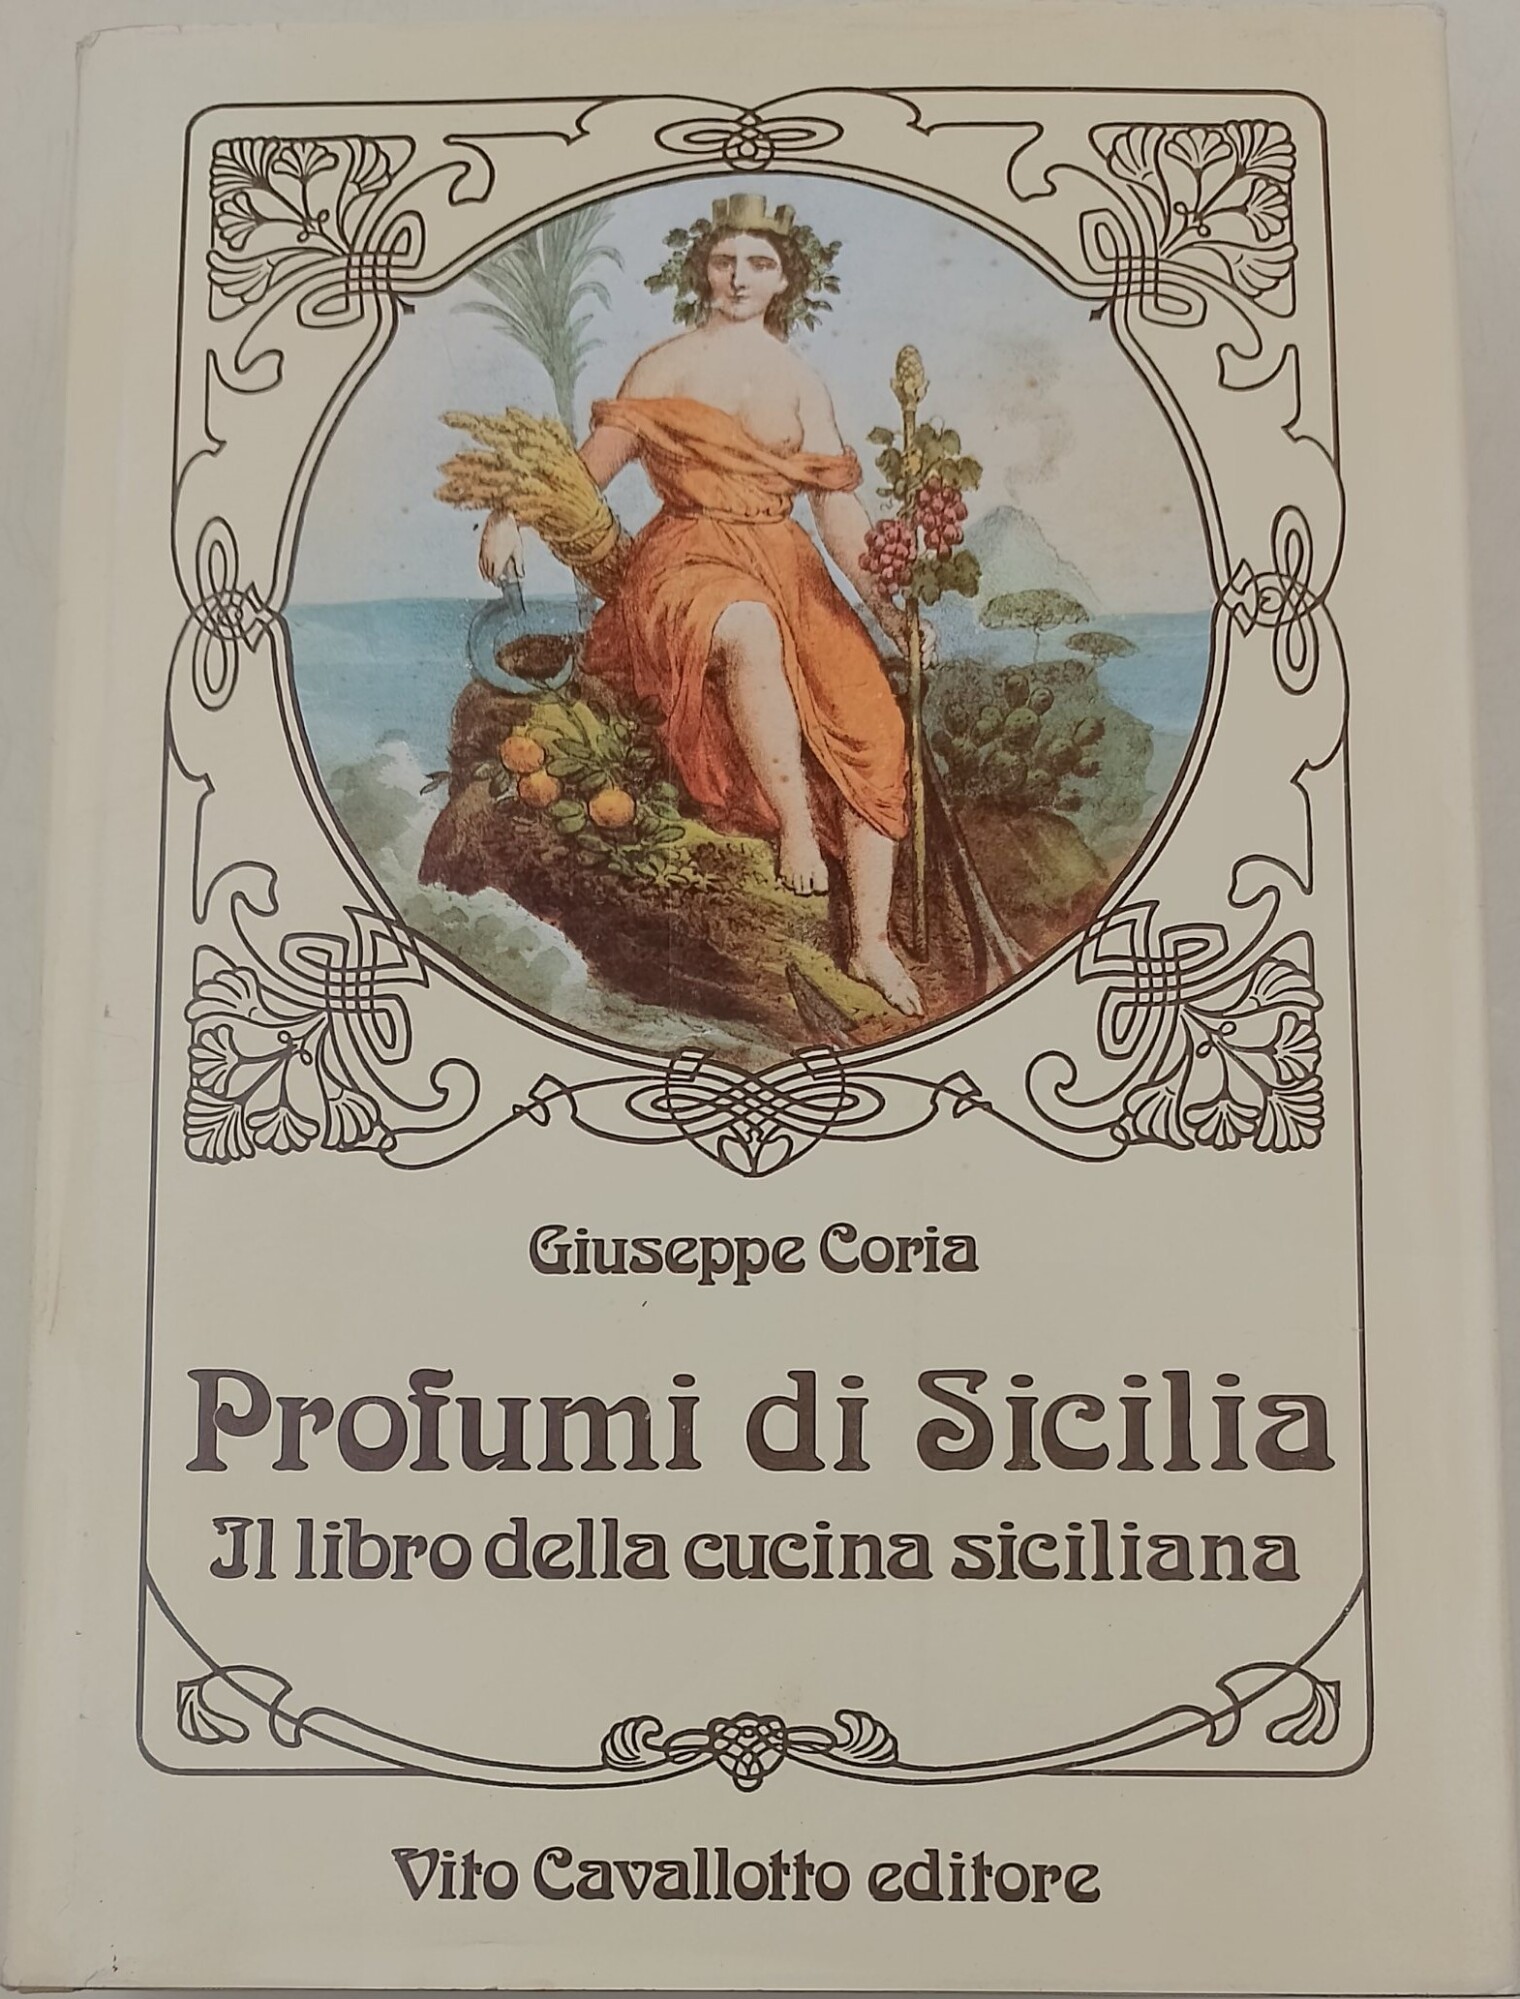 Giuseppe Coria
Profumi di Sicilia
Il libro della cucina siciliana
Vito Cavallotto editore